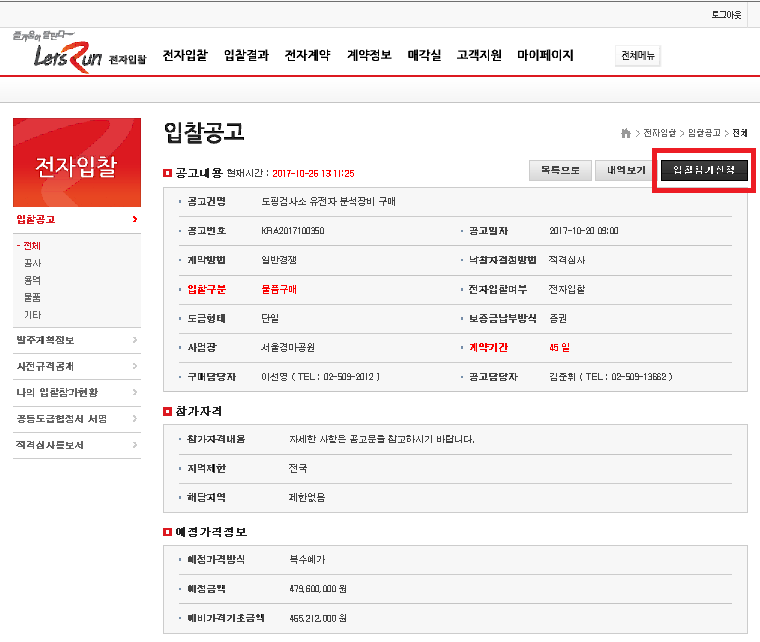 로그아웃
즐거움이 달린다~
Let'sRun 전자입찰
전자입찰 입찰결과 전자계약 계약정보 매각실 고객지원 마이페이지 전체메뉴
전자입찰
입찰공고
- 전체
공사
용역
물품
기타
발주계획정보
사전규격공개
나의 입찰참가현황
공동도급협정서 서명
적격심사통보서
입찰공고
> 전자입찰 > 입찰공고 > 전체
공고내용 현재시간 : 2017-10-26 13:11:25
목록으로 내역보기 입찰참가신청
공고건명 도핑검사소 유전자 분석장비 구매
공고번호 KRA2017100350 공고일자 2017-10-20 09:00
계약방법 일반경쟁 낙찰자결정방법 적격심사
입찰구분 물품구매 전자입찰여부 전자입찰
도급형태 단일 보증금납부방식 증권
사업장 서울경마공원 계약기간 45 일
구매담당자 이선영 ( TEL : 02-509-2012 ) 공고담당자 김준휘 ( TEL : 02-509-13662 )
참가자격
참가자격내용 자세한 사항은 공고문을 참고하시기 바랍니다.
지역제한 전국
해당지역 제한없음
예정가격정보
예정가격방식 복수예가
예정금액 479,600,000 원
예비가격기초금액 465,212,000 원